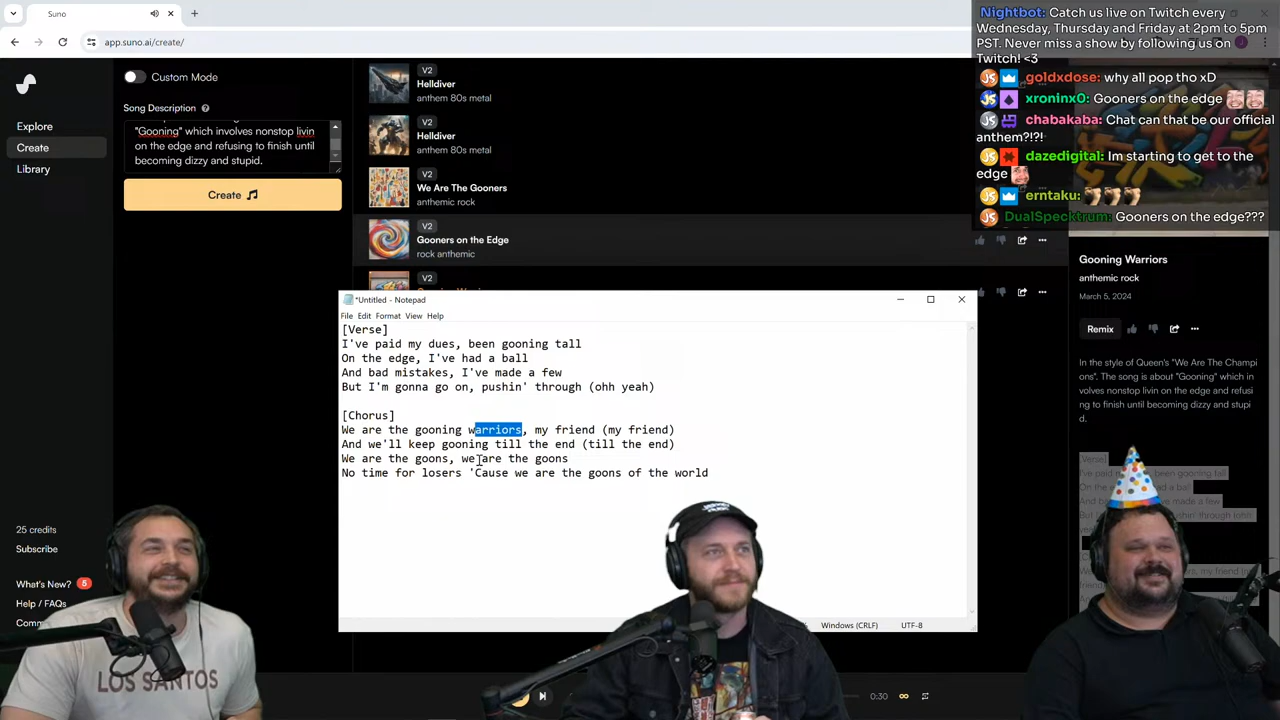 Suno
app.suno.ai/create/
Custom Mode
Song Description
"Gooning" which involves nonstop livin
on the edge and refusing to finish until
becoming dizzy and stupid.
Create
Explore
Create
Library
25 credits
Subscribe
What's New?
5
Help / FAQs
V2
Helldiver
anthem 80s metal
V2
Helldiver
anthem 80s metal
V2
We Are The Gooners
anthemic rock
V2
Gooners on the Edge
rock anthemic
V2
*Untitled - Notepad
File Edit Format View Help
[Verse]
I've paid my dues, been gooning tall
On the edge, I've had a ball
And bad mistakes, I've made a few
But I'm gonna go on, pushin' through (ohh yeah)
[Chorus]
We are the gooning warriors, my friend (my friend)
And we'll keep gooning till the end (till the end)
We are the goons, we are the goons
No time for losers 'Cause we are the goons of the world
Windows (CRLF)
UTF-8
0:30
Nightbot: Catch us live on Twitch every
Wednesday, Thursday and Friday at 2pm to 5pm
PST. Never miss a show by following us on
Twitch! <3
goldxdose: why all pop tho xD
xroninx0: Gooners on the edge
chabakaba: Chat can that be our official
anthem?!?!
dazedigital: Im starting to get to the
edge
erntaku:
DualSpecktrum: Gooners on the edge???
Gooning Warriors
anthemic rock
March 5, 2024
Remix
In the style of Queen's "We Are The Champi
ons". The song is about "Gooning" which in
volves nonstop livin on the edge and refusi
ng to finish until becoming dizzy and stupi
d.
[Verse]
LOS SANTOS